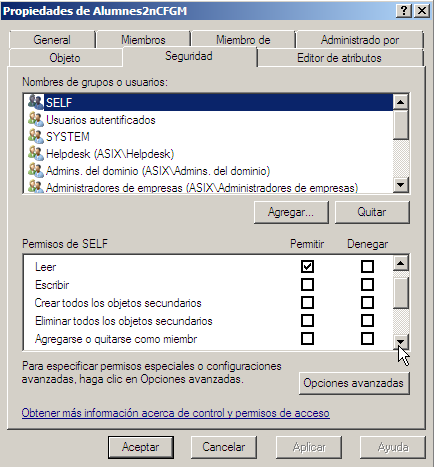 Propiedades de Alumnes2nCFGM
General Miembros Miembro de Administrado por
Objeto Seguridad Editor de atributos
Nombres de grupos o usuarios:
SELF
Usuarios autentificados
SYSTEM
Helpdesk (ASIX\Helpdesk)
Admins. del dominio (ASIX\Admins. del dominio)
Administradores de empresas (ASIX\Administradores de empresas)
Agregar... Quitar
Permisos de SELF Permitir Denegar
Leer
Escribir
Crear todos los objetos secundarios
Eliminar todos los objetos secundarios
Agregarse o quitarse como miembr
Para especificar permisos especiales o configuraciones
avanzadas, haga clic en Opciones avanzadas.
Opciones avanzadas
Obtener más información acerca de control y permisos de acceso
Aceptar Cancelar Aplicar Ayuda